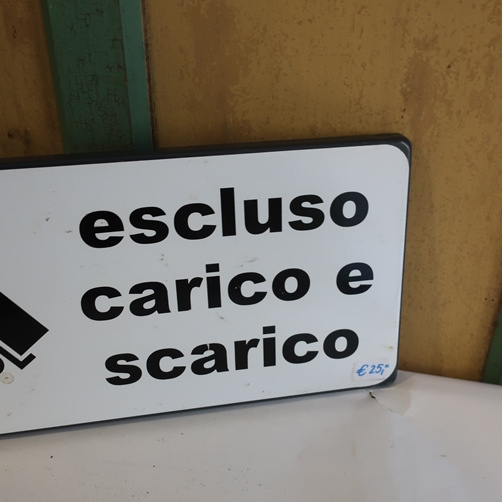 escluso
carico e
scarico
€25,-